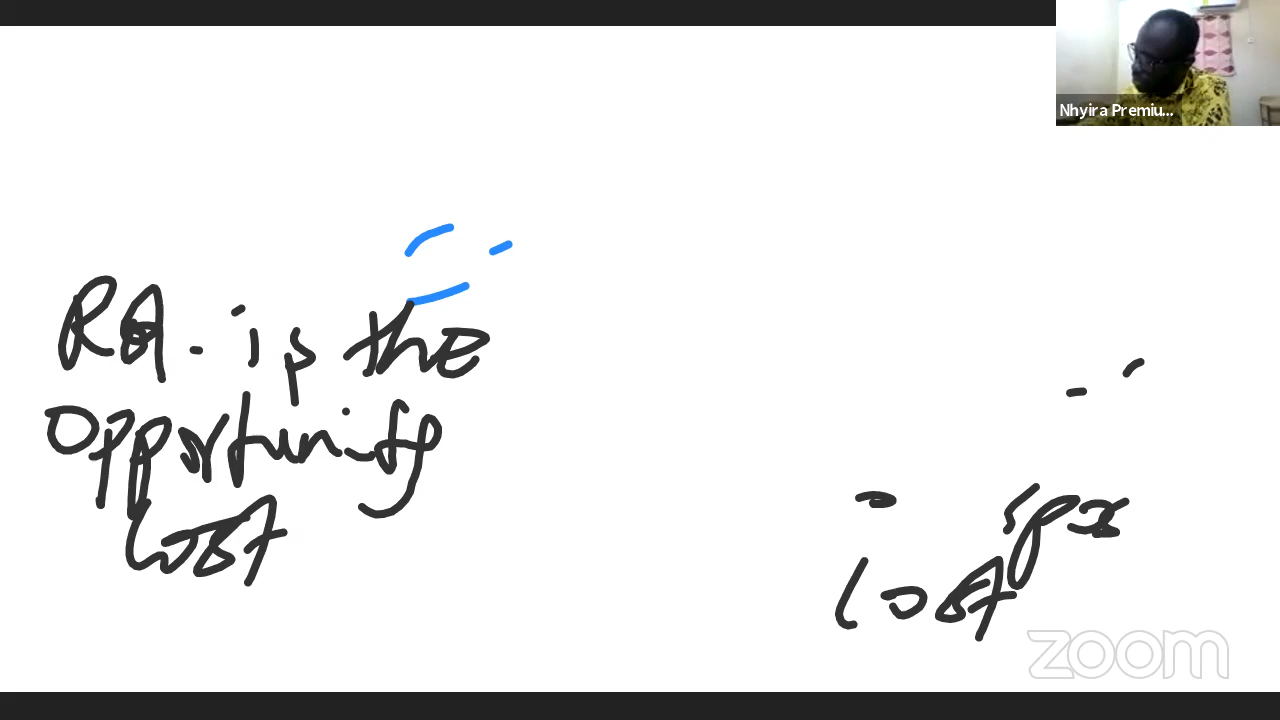 Nhyira Premiu...
RA. is the
opportunity
cost
cost
zoom